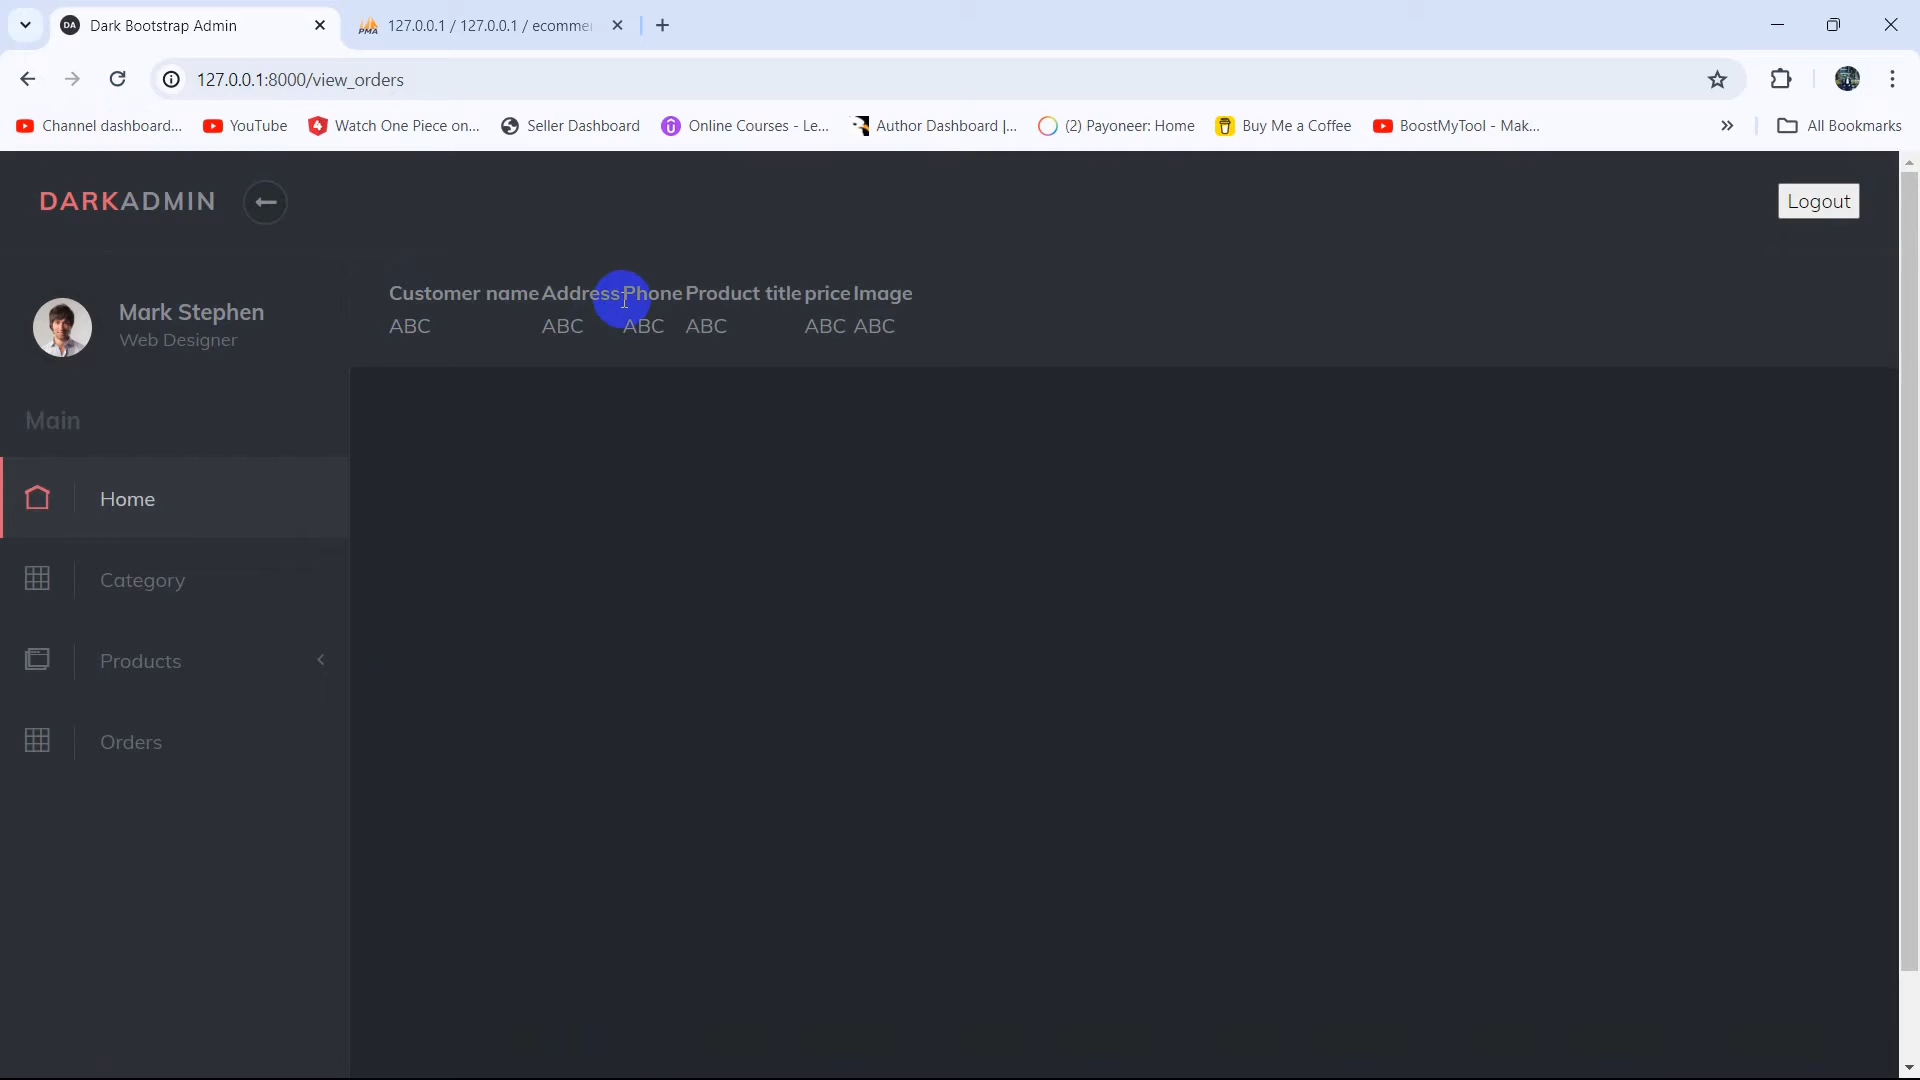 DA Dark Bootstrap Admin
PMA 127.0.0.1 / 127.0.0.1 / ecomme
127.0.0.1:8000/view_orders
Channel dashboard... YouTube Watch One Piece on... Seller Dashboard Online Courses - Le... Author Dashboard |... (2) Payoneer: Home Buy Me a Coffee BoostMyTool - Mak... » All Bookmarks
DARKADMIN
Logout
Mark Stephen
Web Designer
Main
Home
Category
Products
Orders
Customer name Address Phone Product title price Image
ABC ABC ABC ABC ABC ABC